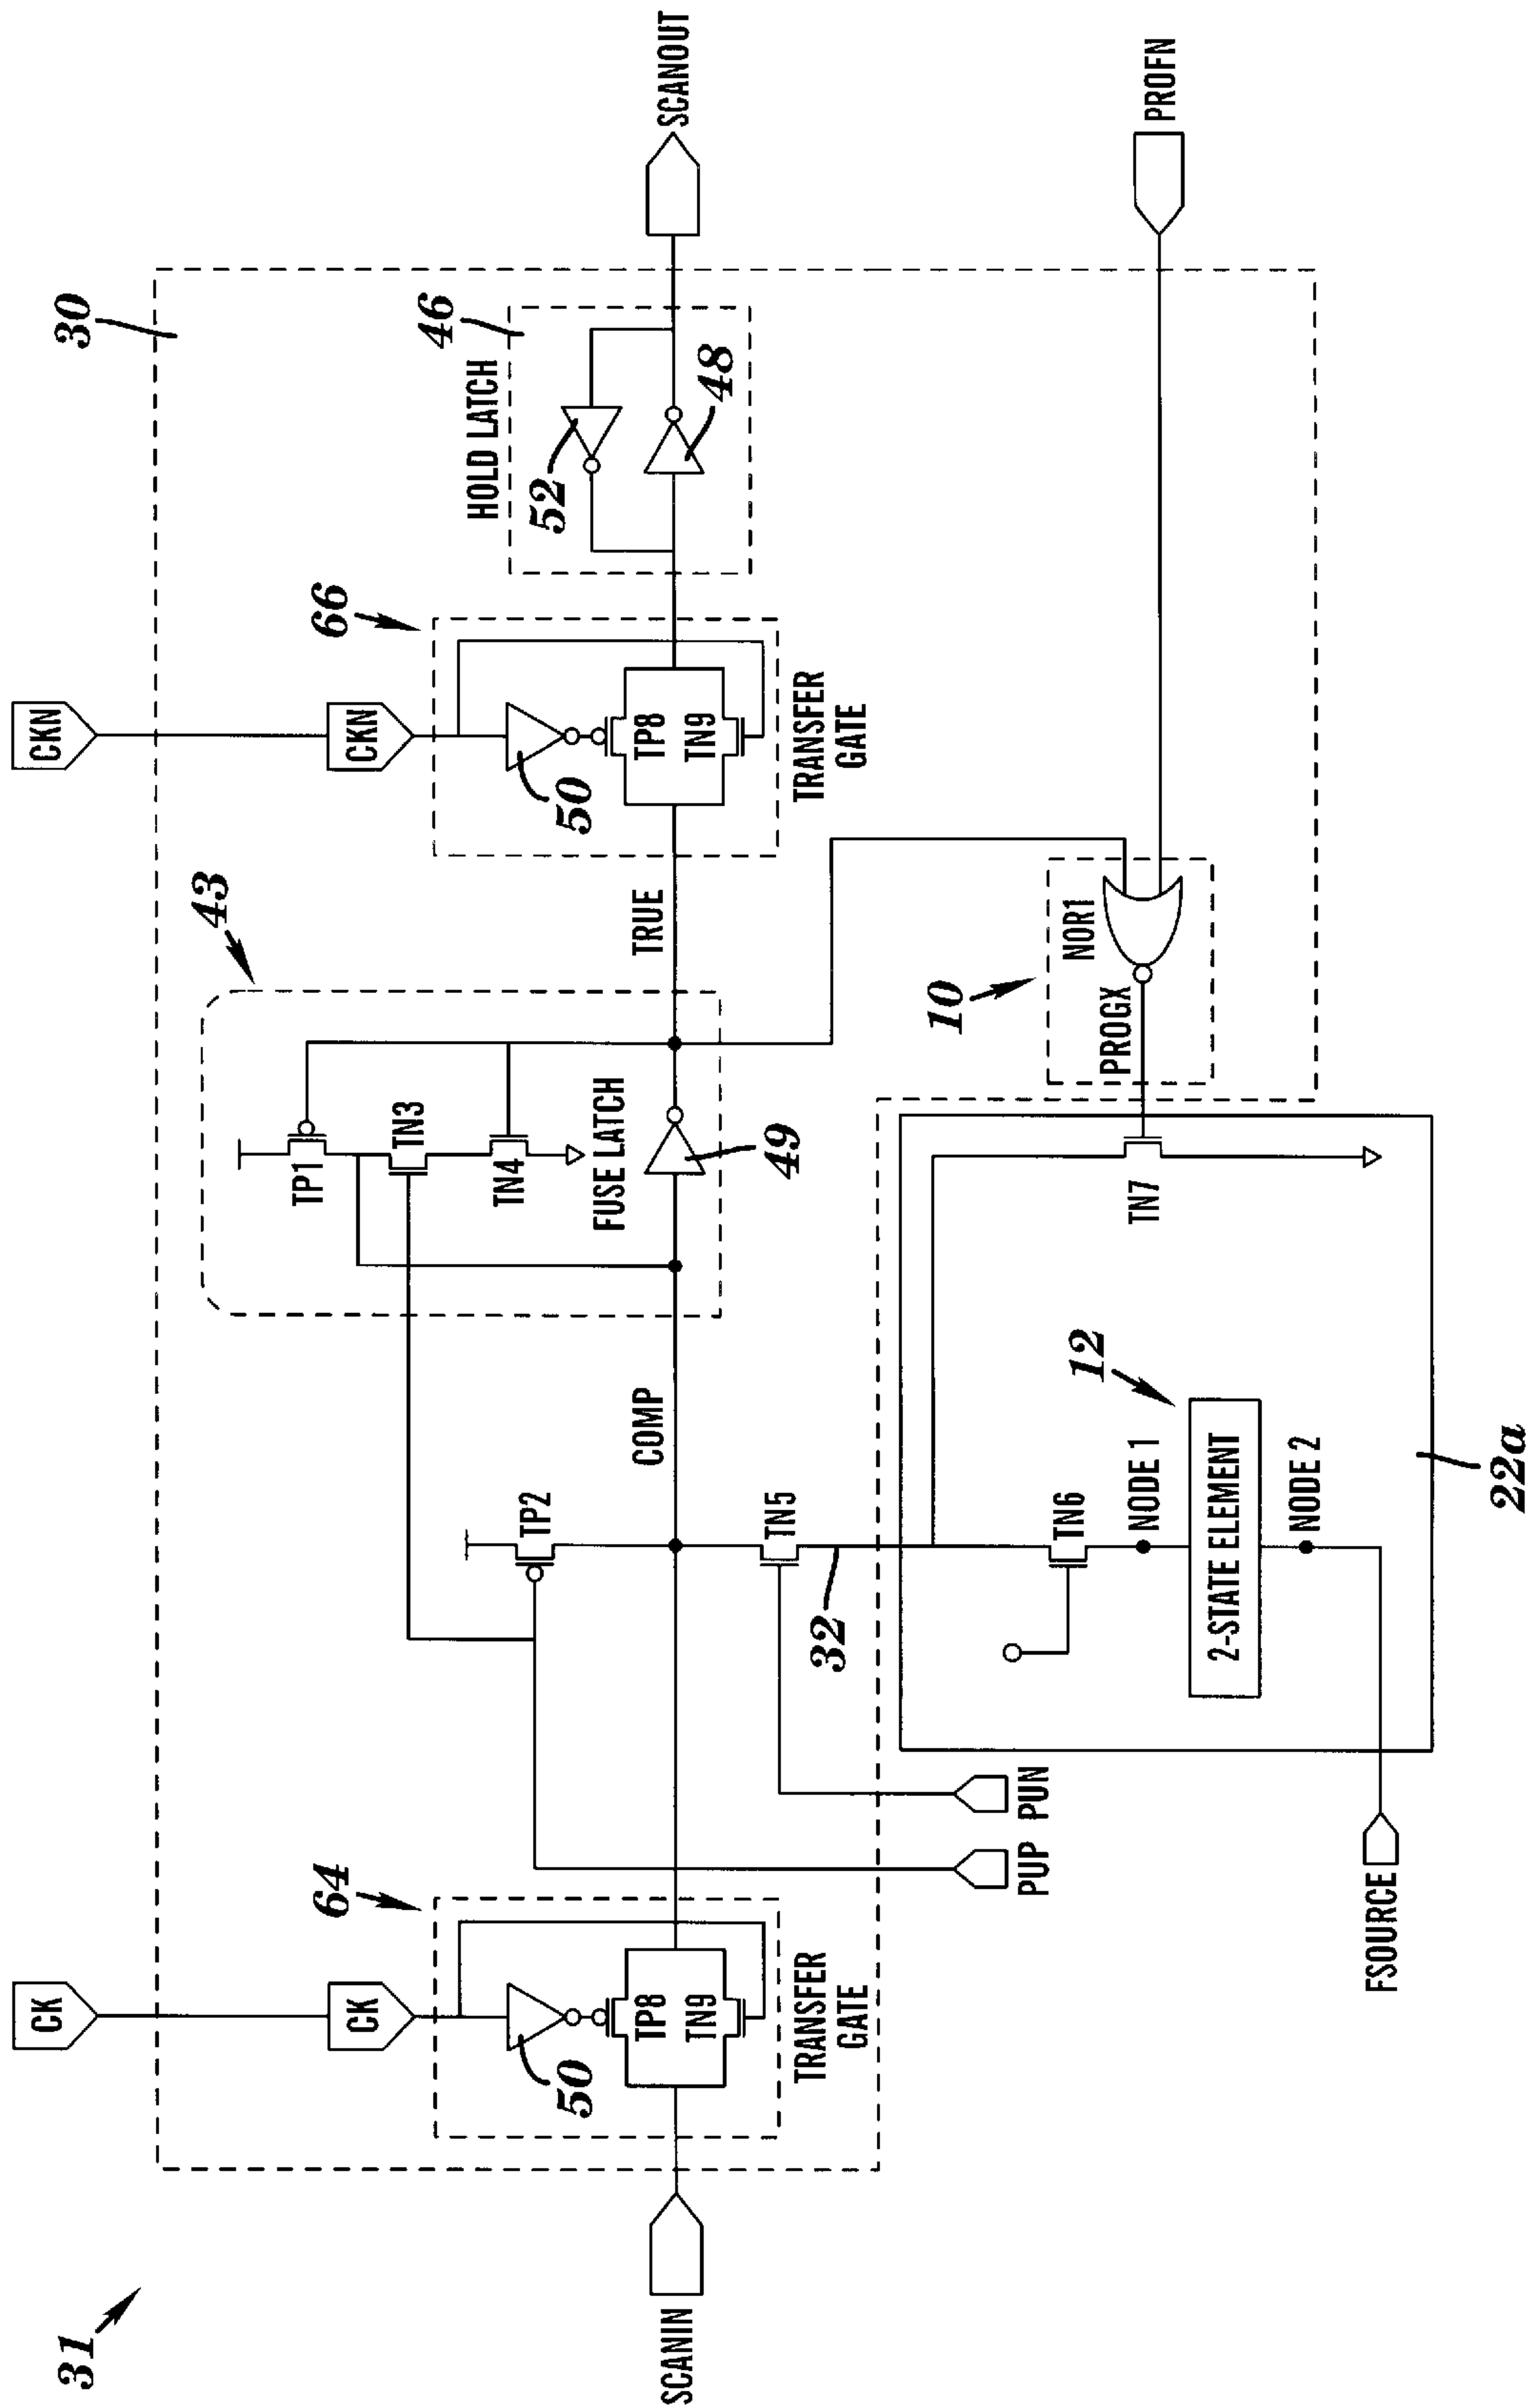 31
30
CK
CK
CKN
CKN
64
50
TP8
TN9
TRANSFER
GATE
SCANIN
43
TP1
TN3
TN4
FUSE LATCH
49
TP2
COMP
TN5
32
TRUE
66
50
TP8
TN9
TRANSFER
GATE
HOLD LATCH
46
52
48
SCANOUT
PUP
PUN
10
NOR1
PROGX
PROFN
TN6
NODE 1
12
2-STATE ELEMENT
NODE 2
TN7
22a
FSOURCE